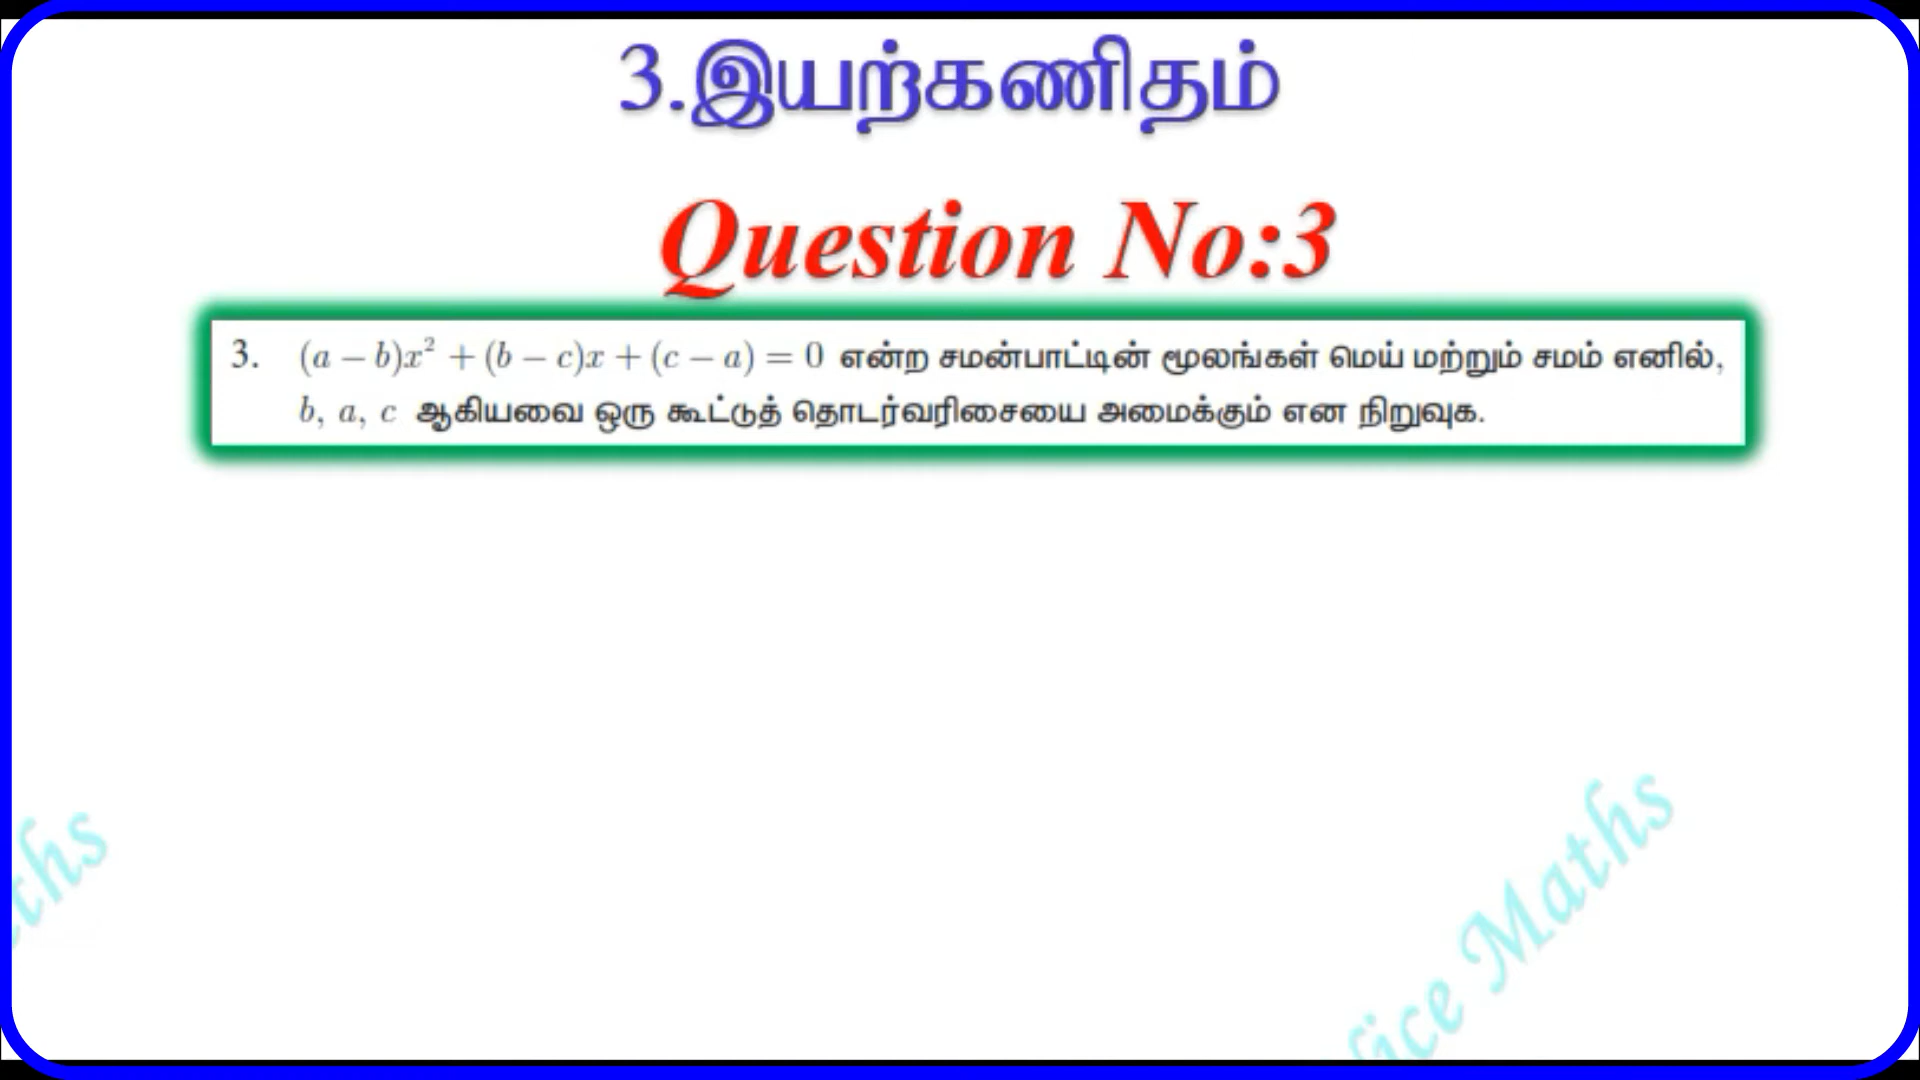 3.இயற்கணிதம்
Question No:3
3. (a − b)x² + (b − c)x + (c − a) = 0 என்ற சமன்பாட்டின் மூலங்கள் மெய் மற்றும் சமம் எனில்,
b, a, c ஆகியவை ஒரு கூட்டுத் தொடர்வரிசையை அமைக்கும் என நிறுவுக.
Maths